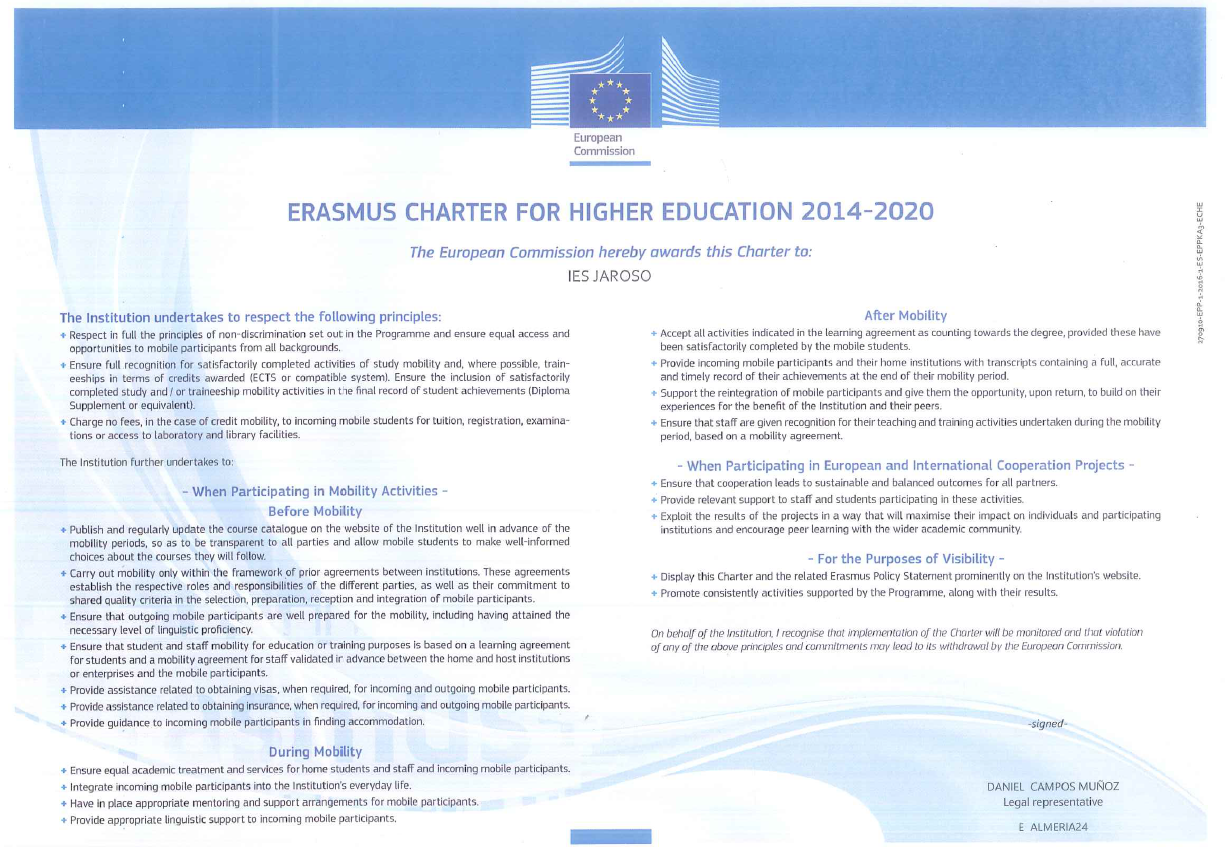 European
Commission
ERASMUS CHARTER FOR HIGHER EDUCATION 2014-2020
The European Commission hereby awards this Charter to:
IES JAROSO
The Institution undertakes to respect the following principles:
+ Respect in full the principles of non-discrimination set out in the Programme and ensure equal access and
opportunities to mobile participants from all backgrounds.
+ Ensure full recognition for satisfactorily completed activities of study mobility and, where possible, train-
eeships in terms of credits awarded (ECTS or compatible system). Ensure the inclusion of satisfactorily
completed study and / or traineeship mobility activities in the final record of student achievements (Diploma
Supplement or equivalent).
+ Charge no fees, in the case of credit mobility, to incoming mobile students for tuition, registration, examina-
tions or access to laboratory and library facilities.
The Institution further undertakes to:
- When Participating in Mobility Activities -
Before Mobility
+ Publish and regularly update the course catalogue on the website of the Institution well in advance of the
mobility periods, so as to be transparent to all parties and allow mobile students to make well-informed
choices about the courses they will follow.
+ Carry out mobility only within the framework of prior agreements between institutions. These agreements
establish the respective roles and responsibilities of the different parties, as well as their commitment to
shared quality criteria in the selection, preparation, reception and integration of mobile participants.
+ Ensure that outgoing mobile participants are well prepared for the mobility, including having attained the
necessary level of linguistic proficiency.
+ Ensure that student and staff mobility for education or training purposes is based on a learning agreement
for students and a mobility agreement for staff validated in advance between the home and host institutions
or enterprises and the mobile participants.
+ Provide assistance related to obtaining visas, when required, for incoming and outgoing mobile participants.
+ Provide assistance related to obtaining insurance, when required, for incoming and outgoing mobile participants.
+ Provide guidance to incoming mobile participants in finding accommodation.
During Mobility
+ Ensure equal academic treatment and services for home students and staff and incoming mobile participants.
+ Integrate incoming mobile participants into the Institution's everyday life.
+ Have in place appropriate mentoring and support arrangements for mobile participants.
+ Provide appropriate linguistic support to incoming mobile participants.
After Mobility
+ Accept all activities indicated in the learning agreement as counting towards the degree, provided these have
been satisfactorily completed by the mobile students.
+ Provide incoming mobile participants and their home institutions with transcripts containing a full, accurate
and timely record of their achievements at the end of their mobility period.
+ Support the reintegration of mobile participants and give them the opportunity, upon return, to build on their
experiences for the benefit of the Institution and their peers.
+ Ensure that staff are given recognition for their teaching and training activities undertaken during the mobility
period, based on a mobility agreement.
- When Participating in European and International Cooperation Projects -
+ Ensure that cooperation leads to sustainable and balanced outcomes for all partners.
+ Provide relevant support to staff and students participating in these activities.
+ Exploit the results of the projects in a way that will maximise their impact on individuals and participating
institutions and encourage peer learning with the wider academic community.
- For the Purposes of Visibility -
+ Display this Charter and the related Erasmus Policy Statement prominently on the Institution's website.
+ Promote consistently activities supported by the Programme, along with their results.
On behalf of the Institution, I recognise that implementation of the Charter will be monitored and that violation
of any of the above principles and commitments may lead to its withdrawal by the European Commission.
-signed-
DANIEL CAMPOS MUÑOZ
Legal representative
E ALMERIA24
270910-EPP-1-2016-1-ES-EPPKA3-ECHE